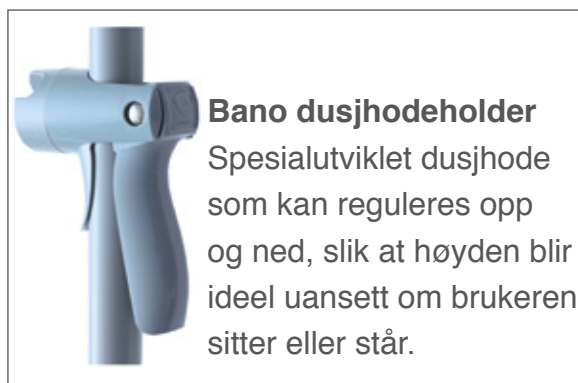 Bano dusjhodeholder
Spesialutviklet dusjhode
som kan reguleres opp
og ned, slik at høyden blir
ideel uansett om brukeren
sitter eller står.